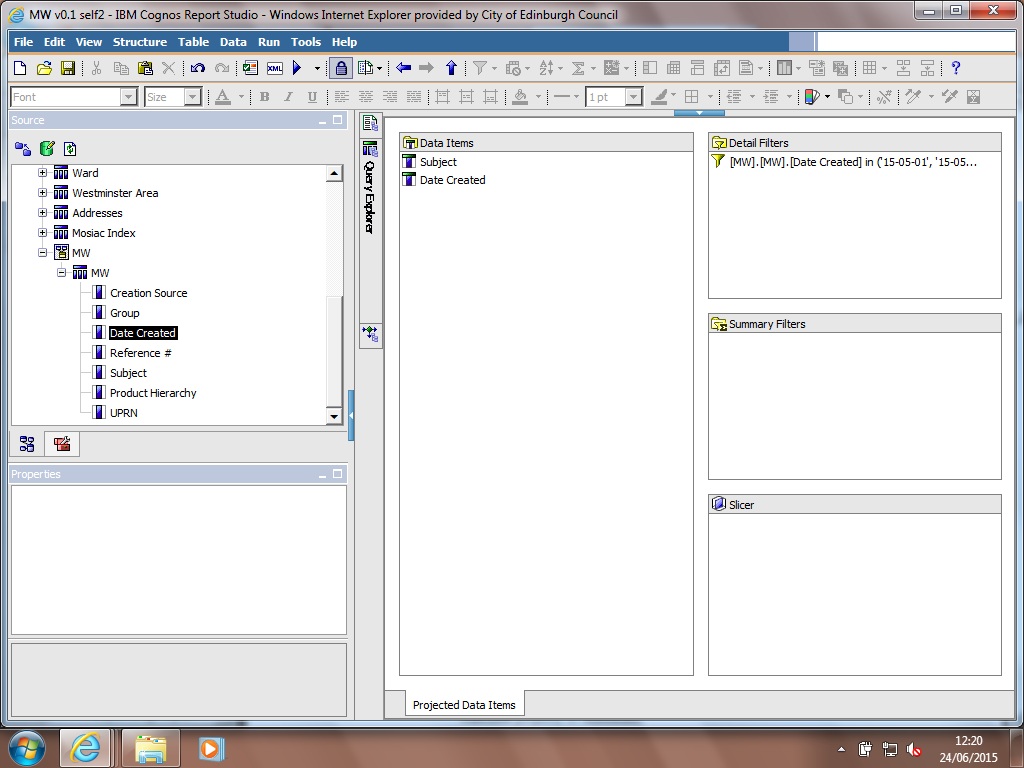 MW v0.1 self2 - IBM Cognos Report Studio - Windows Internet Explorer provided by City of Edinburgh Council
File Edit View Structure Table Data Run Tools Help
XML
?
Font Size A B I U 1 pt
Source
Ward
Westminster Area
Addresses
Mosiac Index
MW
MW
Creation Source
Group
Date Created
Reference #
Subject
Product Hierarchy
UPRN
Properties
Query Explorer
Data Items
Subject
Date Created
Projected Data Items
Detail Filters
[MW].[MW].[Date Created] in ('15-05-01', '15-05...
Summary Filters
Slicer
12:20
24/06/2015